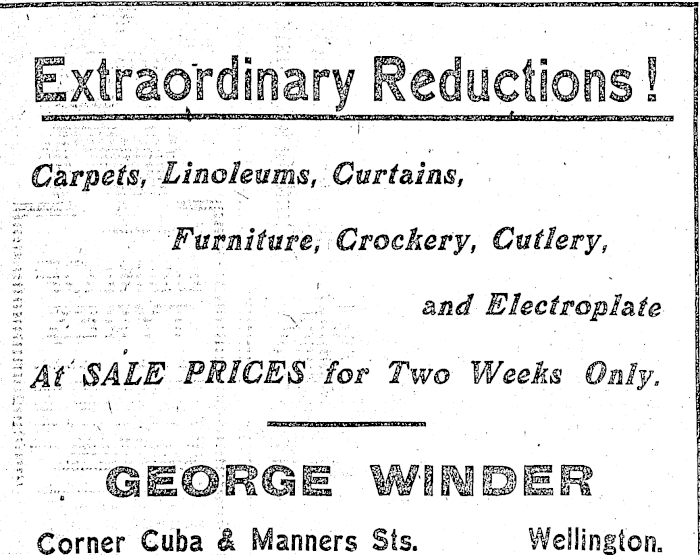 Extraordinary Reductions!
Carpets, Linoleums, Curtains,
Furniture, Crockery, Cutlery,
and Electroplate
At SALE PRICES for Two Weeks Only.
GEORGE WINDER
Corner Cuba & Manners Sts. Wellington.